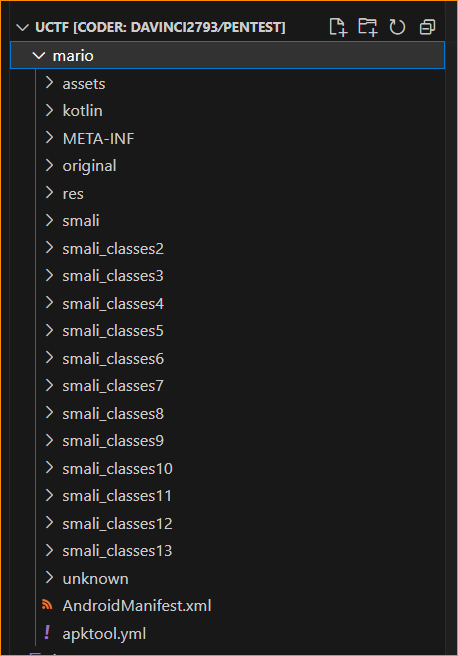 UCTF [CODER: DAVINCI2793/PENTEST]
mario
assets
kotlin
META-INF
original
res
smali
smali_classes2
smali_classes3
smali_classes4
smali_classes5
smali_classes6
smali_classes7
smali_classes8
smali_classes9
smali_classes10
smali_classes11
smali_classes12
smali_classes13
unknown
AndroidManifest.xml
! apktool.yml